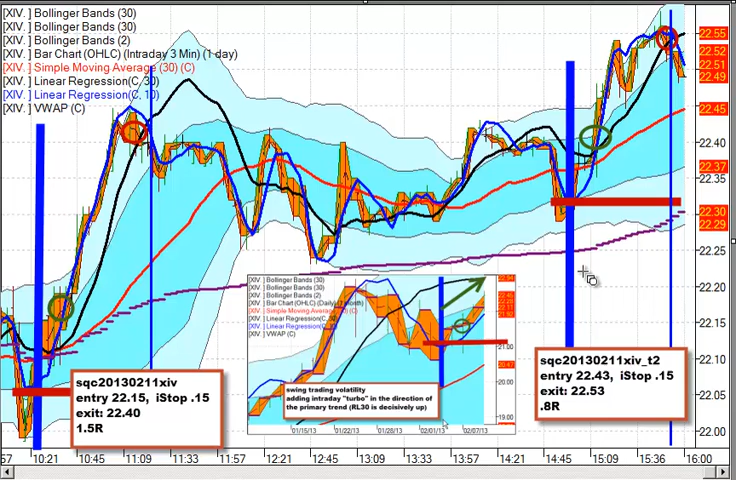 [XIV. ] Bollinger Bands (30)
[XIV. ] Bollinger Bands (30)
[XIV. ] Bollinger Bands (2)
[XIV. ] Bar Chart (OHLC) (Intraday 3 Min) (1 day)
[XIV. ] Simple Moving Average (30) (C)
[XIV. ] Linear Regression(C, 30)
[XIV. ] Linear Regression(C, 10)
[XIV. ] VWAP (C)
22.55
22.52
22.51
22.49
22.45
22.40
22.37
22.35
22.30
22.29
22.25
22.20
22.15
22.10
22.05
22.00
[XIV. ] Bollinger Bands (30)
[XIV. ] Bollinger Bands (30)
[XIV. ] Bollinger Bands (2)
[XIV. ] Bar Chart (OHLC) (Daily)
[XIV. ] Simple Moving Average (30) (C)
[XIV. ] VWAP (C)
21.00
20.00
19.00
swing trading volatility
adding intraday "turbo" in the direction of
the primary trend (RL30 is decisively up)
01/15/13 01/22/13 01/28/13 02/01/13 02/07/13
sqc20130211xiv
entry 22.15, iStop .15
exit: 22.40
1.5R
sqc20130211xiv_t2
entry 22.43, iStop .15
exit: 22.53
.8R
10:21 10:45 11:09 11:33 11:57 12:21 12:45 13:09 13:33 13:57 14:21 14:45 15:09 15:36 16:00